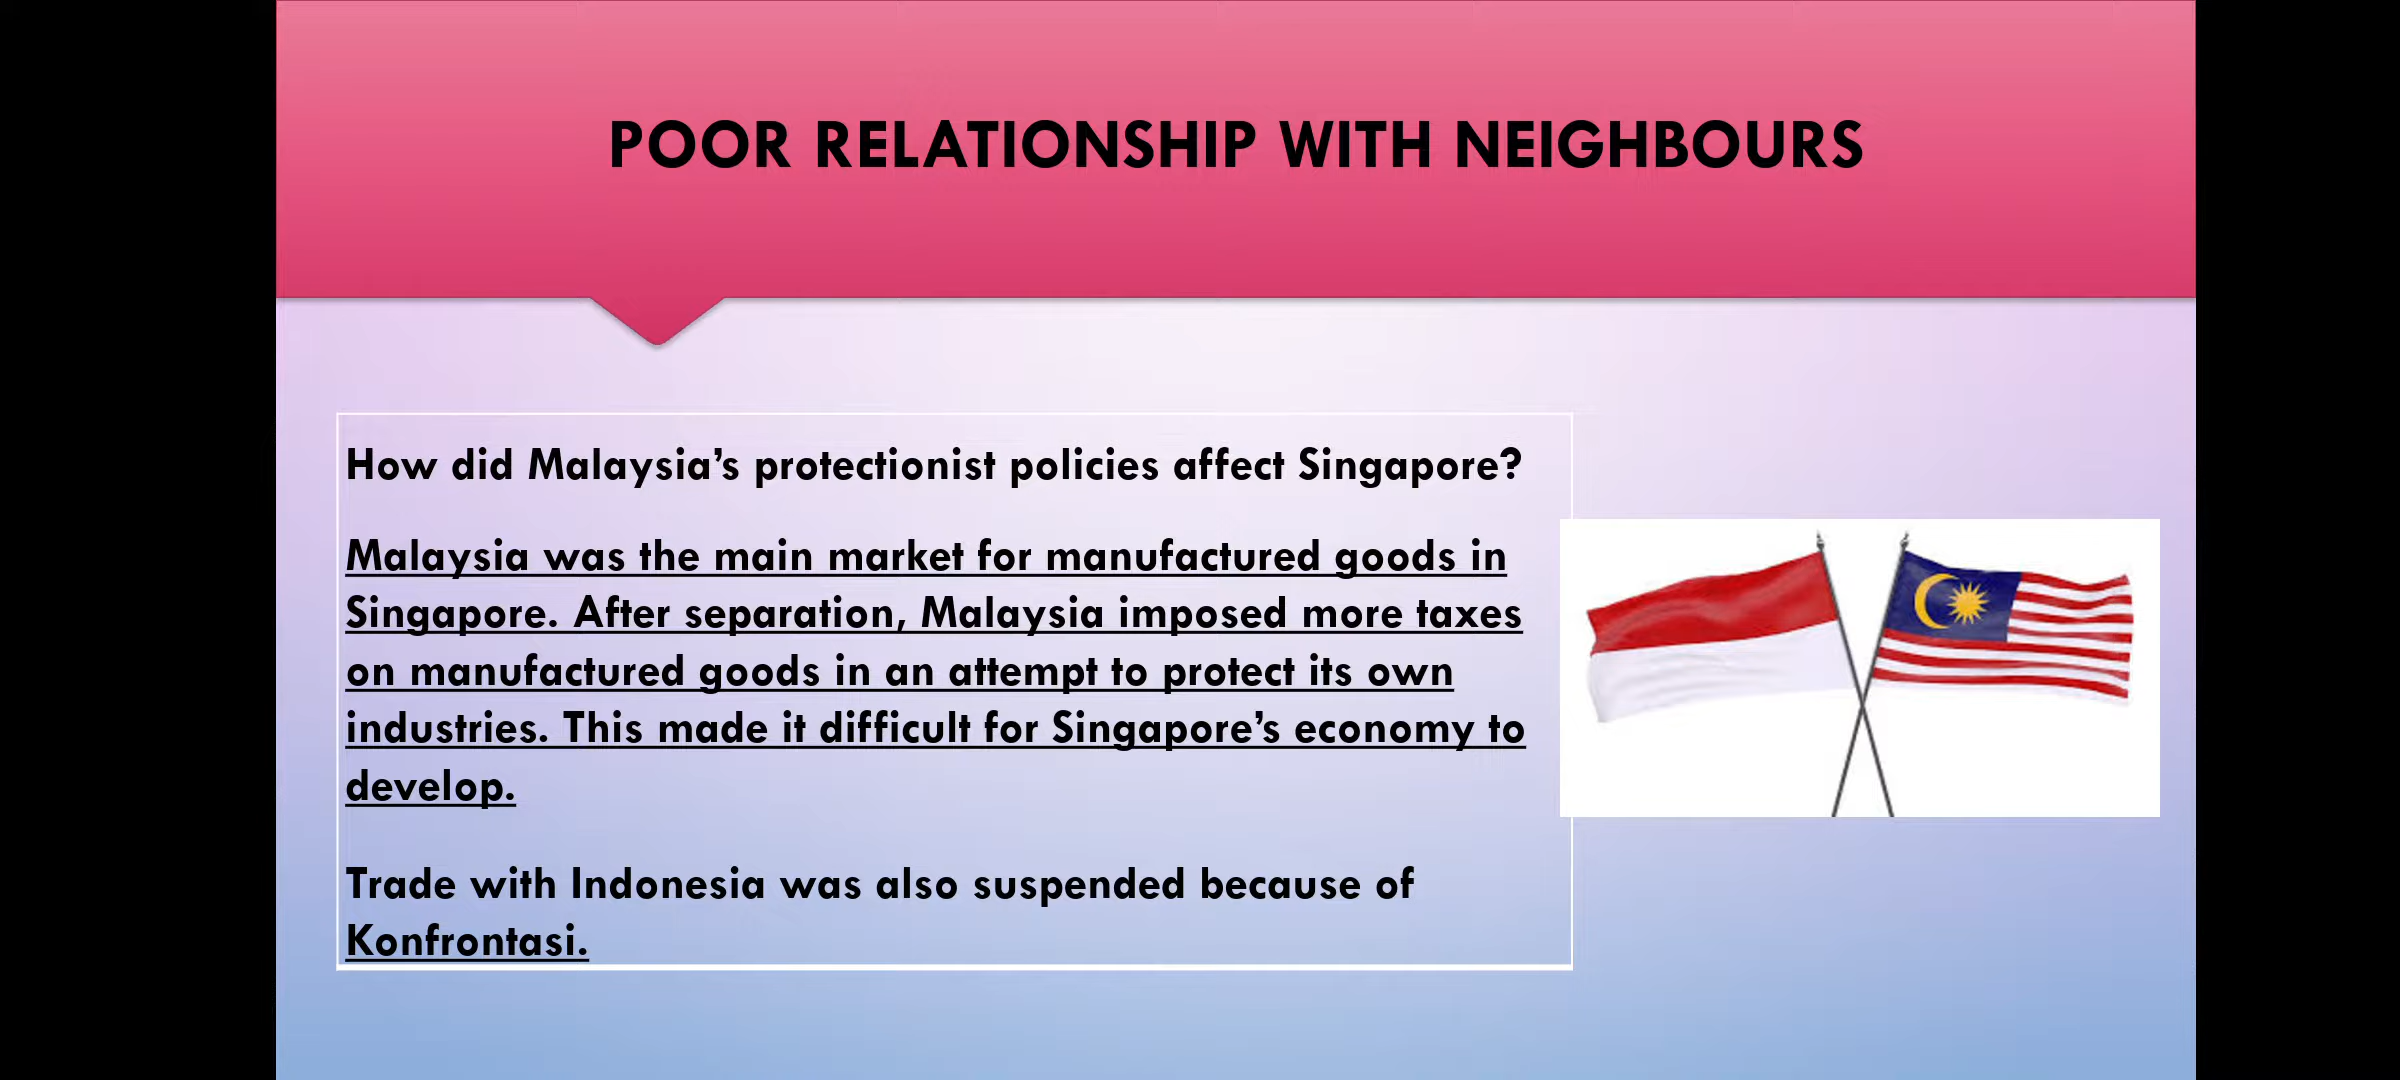 POOR RELATIONSHIP WITH NEIGHBOURS
How did Malaysia’s protectionist policies affect Singapore?
Malaysia was the main market for manufactured goods in
Singapore. After separation, Malaysia imposed more taxes
on manufactured goods in an attempt to protect its own
industries. This made it difficult for Singapore’s economy to
develop.
Trade with Indonesia was also suspended because of
Konfrontasi.